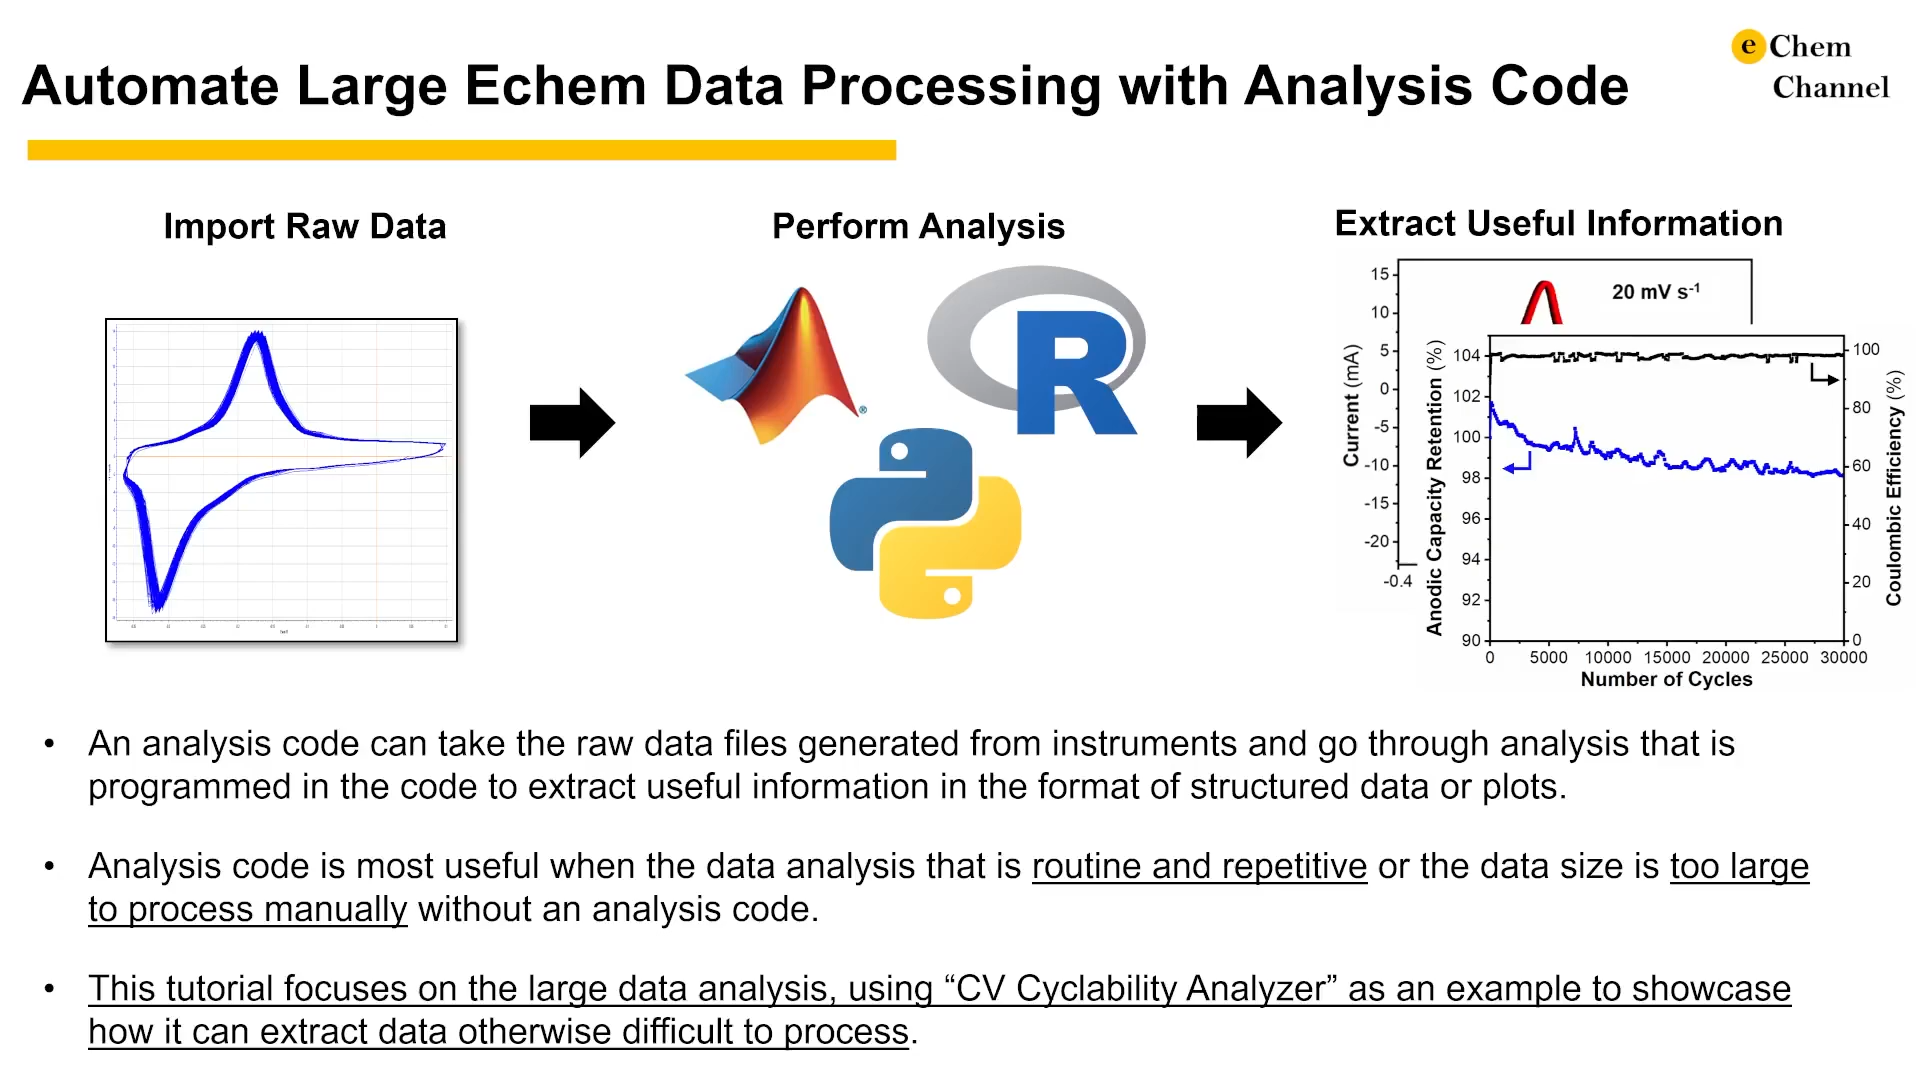 Automate Large Echem Data Processing with Analysis Code
e Chem
Channel
Import Raw Data
Perform Analysis
Extract Useful Information
®
R
20 mV s-1
Current (mA)
15
10
5
0
-5
-10
-15
-20
-0.4
Anodic Capacity Retention (%)
104
102
100
98
96
94
92
90
100
80
60
40
20
0
Coulombic Efficiency (%)
0 5000 10000 15000 20000 25000 30000
Number of Cycles
• An analysis code can take the raw data files generated from instruments and go through analysis that is
programmed in the code to extract useful information in the format of structured data or plots.
• Analysis code is most useful when the data analysis that is routine and repetitive or the data size is too large
to process manually without an analysis code.
• This tutorial focuses on the large data analysis, using “CV Cyclability Analyzer” as an example to showcase
how it can extract data otherwise difficult to process.